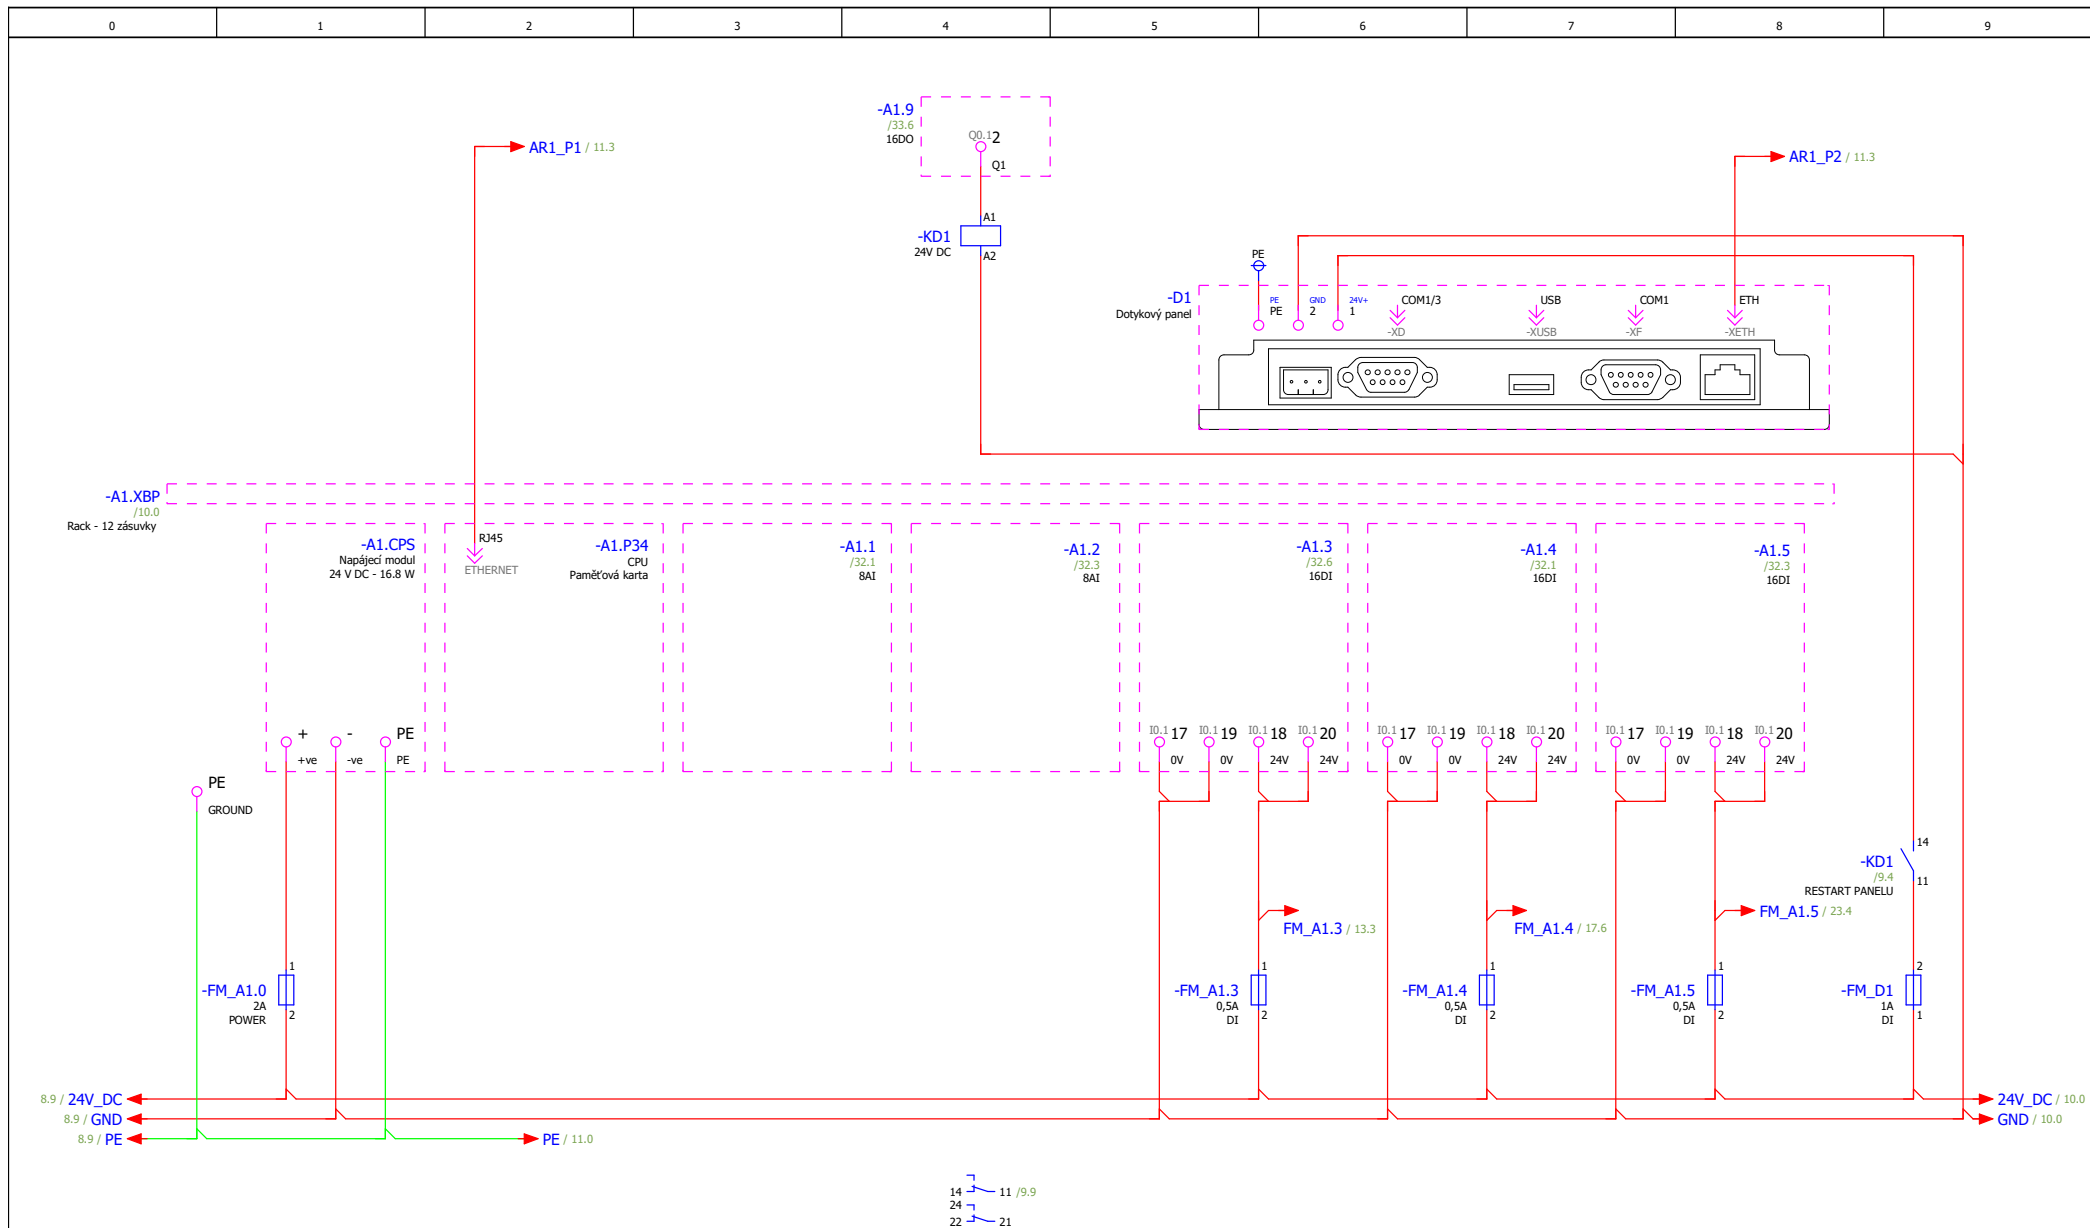 0 1 2 3 4 5 6 7 8 9
-A1.9
/33.6
16DO
Q0.1 2
Q1
AR1_P1 / 11.3
AR1_P2 / 11.3
A1
-KD1
24V DC
A2
PE
-D1
Dotykový panel
PE
PE
GND
2
24V+
1
COM1/3
-XD
USB
-XUSB
COM1
-XF
ETH
-XETH
-A1.XBP
/10.0
Rack - 12 zásuvky
-A1.CPS
Napájecí modul
24 V DC - 16.8 W
RJ45
ETHERNET
-A1.P34
CPU
Paměťová karta
-A1.1
/32.1
8AI
-A1.2
/32.3
8AI
-A1.3
/32.6
16DI
-A1.4
/32.1
16DI
-A1.5
/32.3
16DI
+ - PE
+ve -ve PE
I0.1 17 I0.1 19 I0.1 18 I0.1 20
0V 0V 24V 24V
I0.1 17 I0.1 19 I0.1 18 I0.1 20
0V 0V 24V 24V
I0.1 17 I0.1 19 I0.1 18 I0.1 20
0V 0V 24V 24V
PE
GROUND
14
-KD1
/9.4
11
RESTART PANELU
FM_A1.3 / 13.3
FM_A1.4 / 17.6
FM_A1.5 / 23.4
1
-FM_A1.0
2A
2
POWER
1
-FM_A1.3
0,5A
2
DI
1
-FM_A1.4
0,5A
2
DI
1
-FM_A1.5
0,5A
2
DI
2
-FM_D1
1A
1
DI
8.9 / 24V_DC
24V_DC / 10.0
8.9 / GND
GND / 10.0
8.9 / PE
PE / 11.0
14 11 /9.9
24
22 21